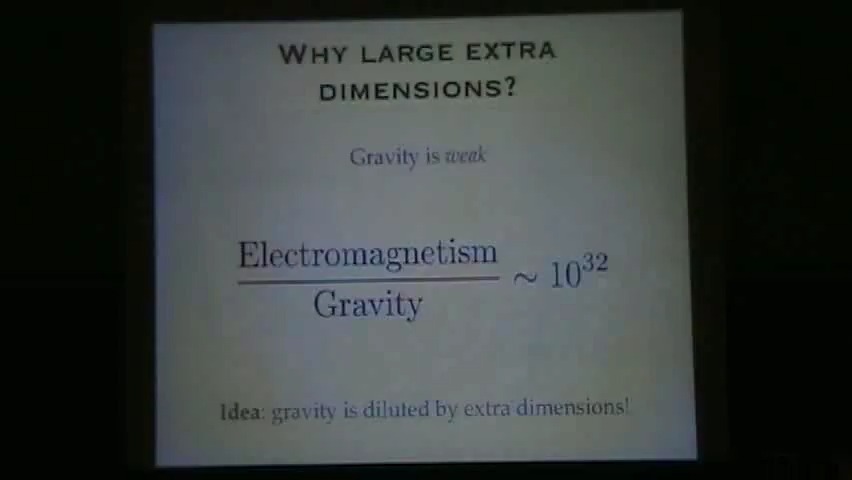 WHY LARGE EXTRA
DIMENSIONS?
Gravity is weak
Electromagnetism
Gravity
~ 10^32
Idea: gravity is diluted by extra dimensions!